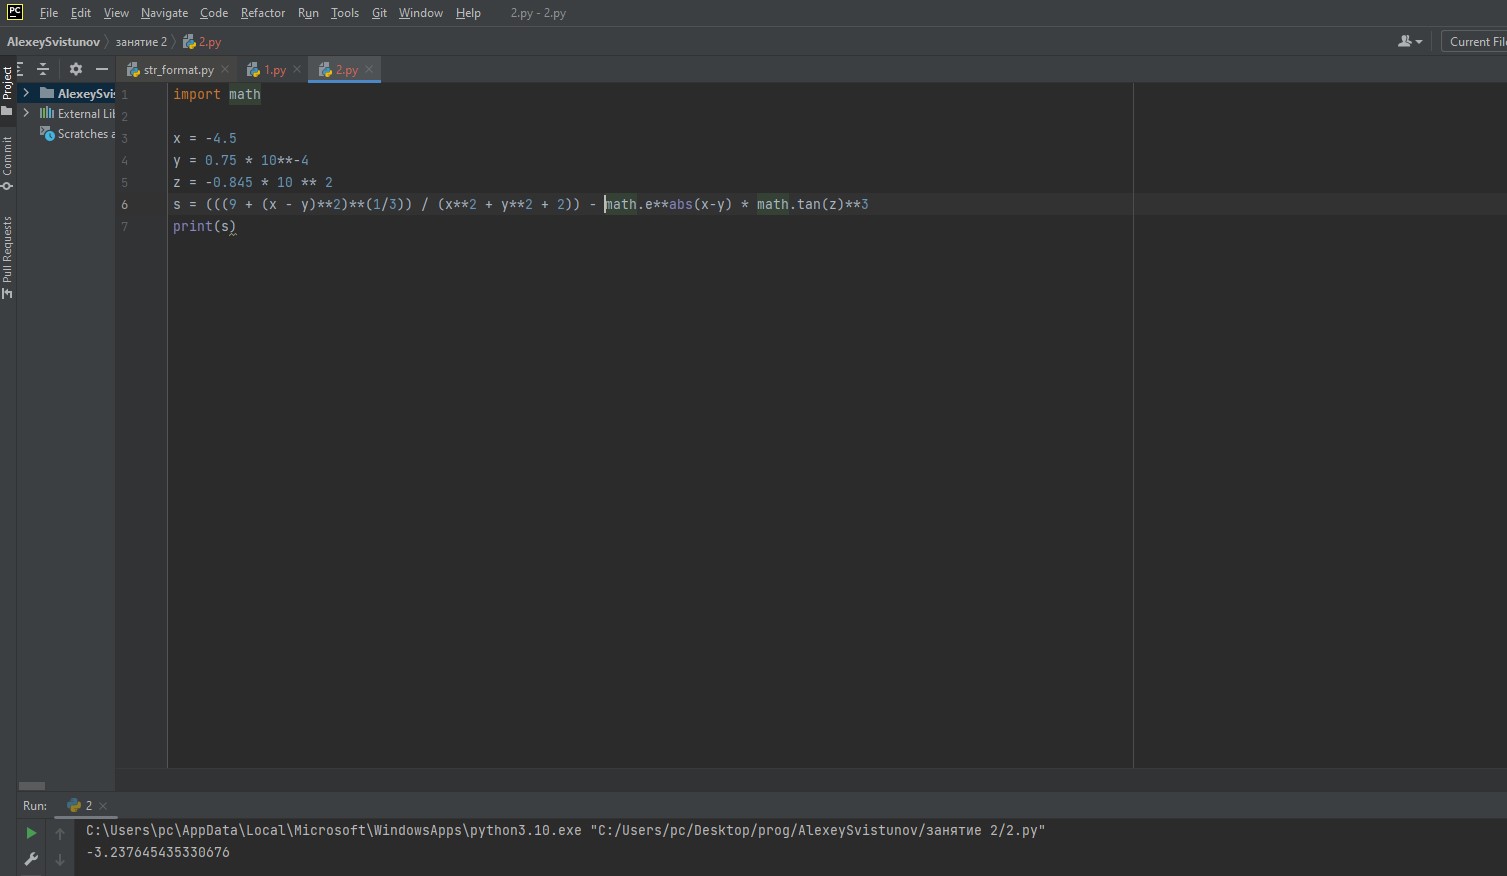 PC File Edit View Navigate Code Refactor Run Tools Git Window Help 2.py - 2.py
AlexeySvistunov занятие 2 2.py Current File
str_format.py 1.py 2.py
Project
AlexeySvis
External Lib
Scratches a
Commit
Pull Requests
1 import math
2
3 x = -4.5
4 y = 0.75 * 10**-4
5 z = -0.845 * 10 ** 2
6 s = (((9 + (x - y)**2)**(1/3)) / (x**2 + y**2 + 2)) - math.e**abs(x-y) * math.tan(z)**3
7 print(s)
Run: 2
C:\Users\pc\AppData\Local\Microsoft\WindowsApps\python3.10.exe "C:/Users/pc/Desktop/prog/AlexeySvistunov/занятие 2/2.py"
-3.237645435330676